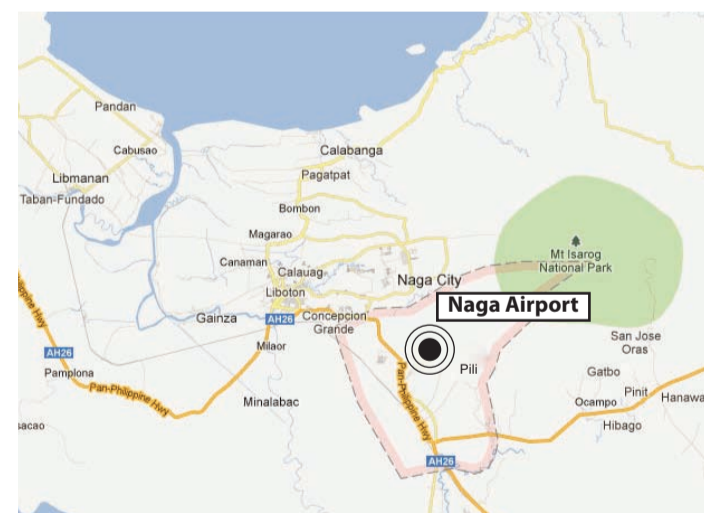 Pandan
Cabusao
Calabanga
Libmanan
Pagatpat
Taban-Fundado
Bombon
Magarao
Mt Isarog
National Park
Canaman
Calauag
Naga City
Liboton
Naga Airport
Gainza
AH26
Concepcion
Grande
San Jose
Oras
Milaor
AH26
Pamplona
Pili
Gatbo
Pan-Philippine Hwy
Pinit
Hanawa
Minalabac
Ocampo
Hibago
Pan-Philippine Hwy
AH26